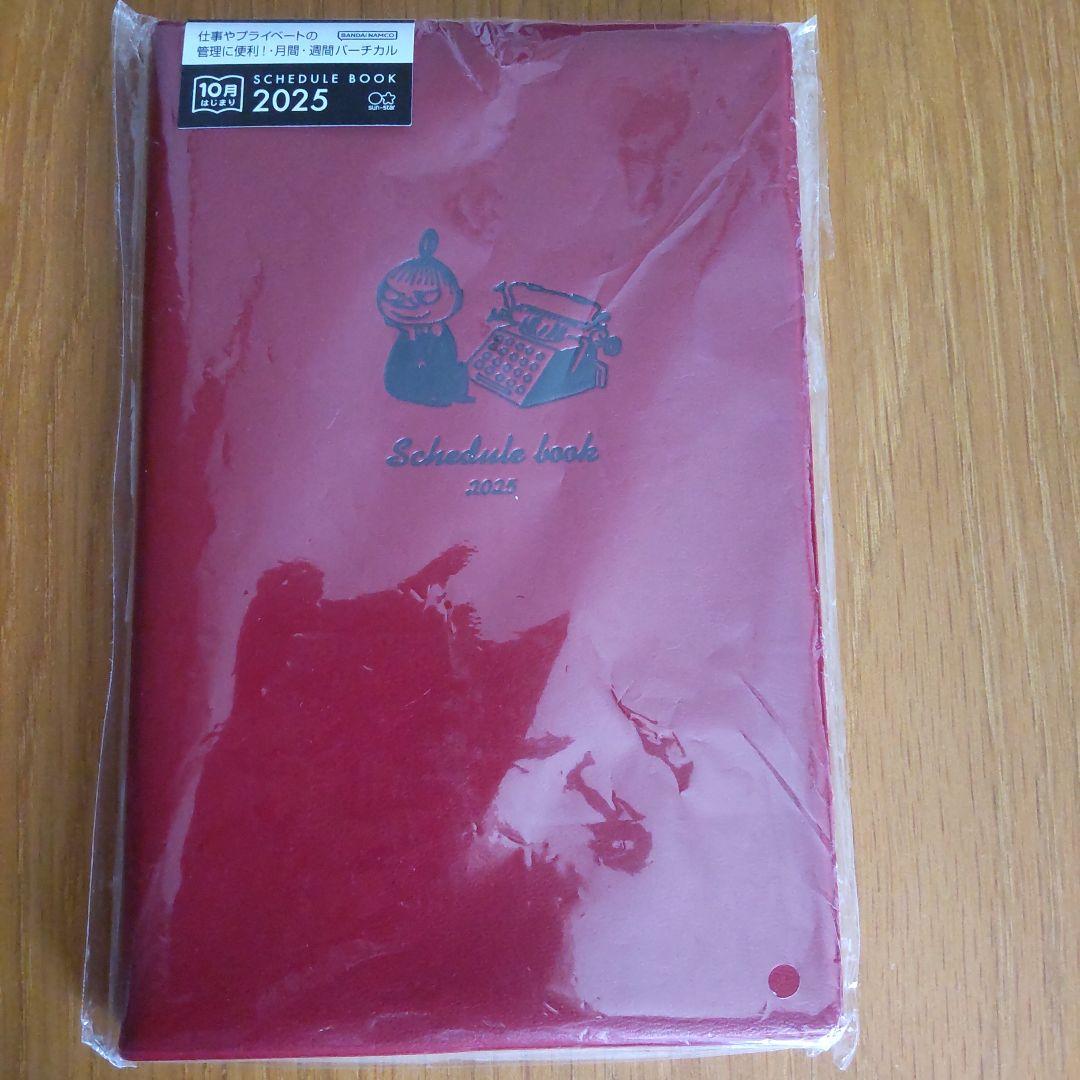 仕事やプライベートの
BANDAI NAMCO
管理に便利!・月間・週間バーチカル
10月
はじまり
SCHEDULE BOOK
2025
sun-star
Schedule book
2025